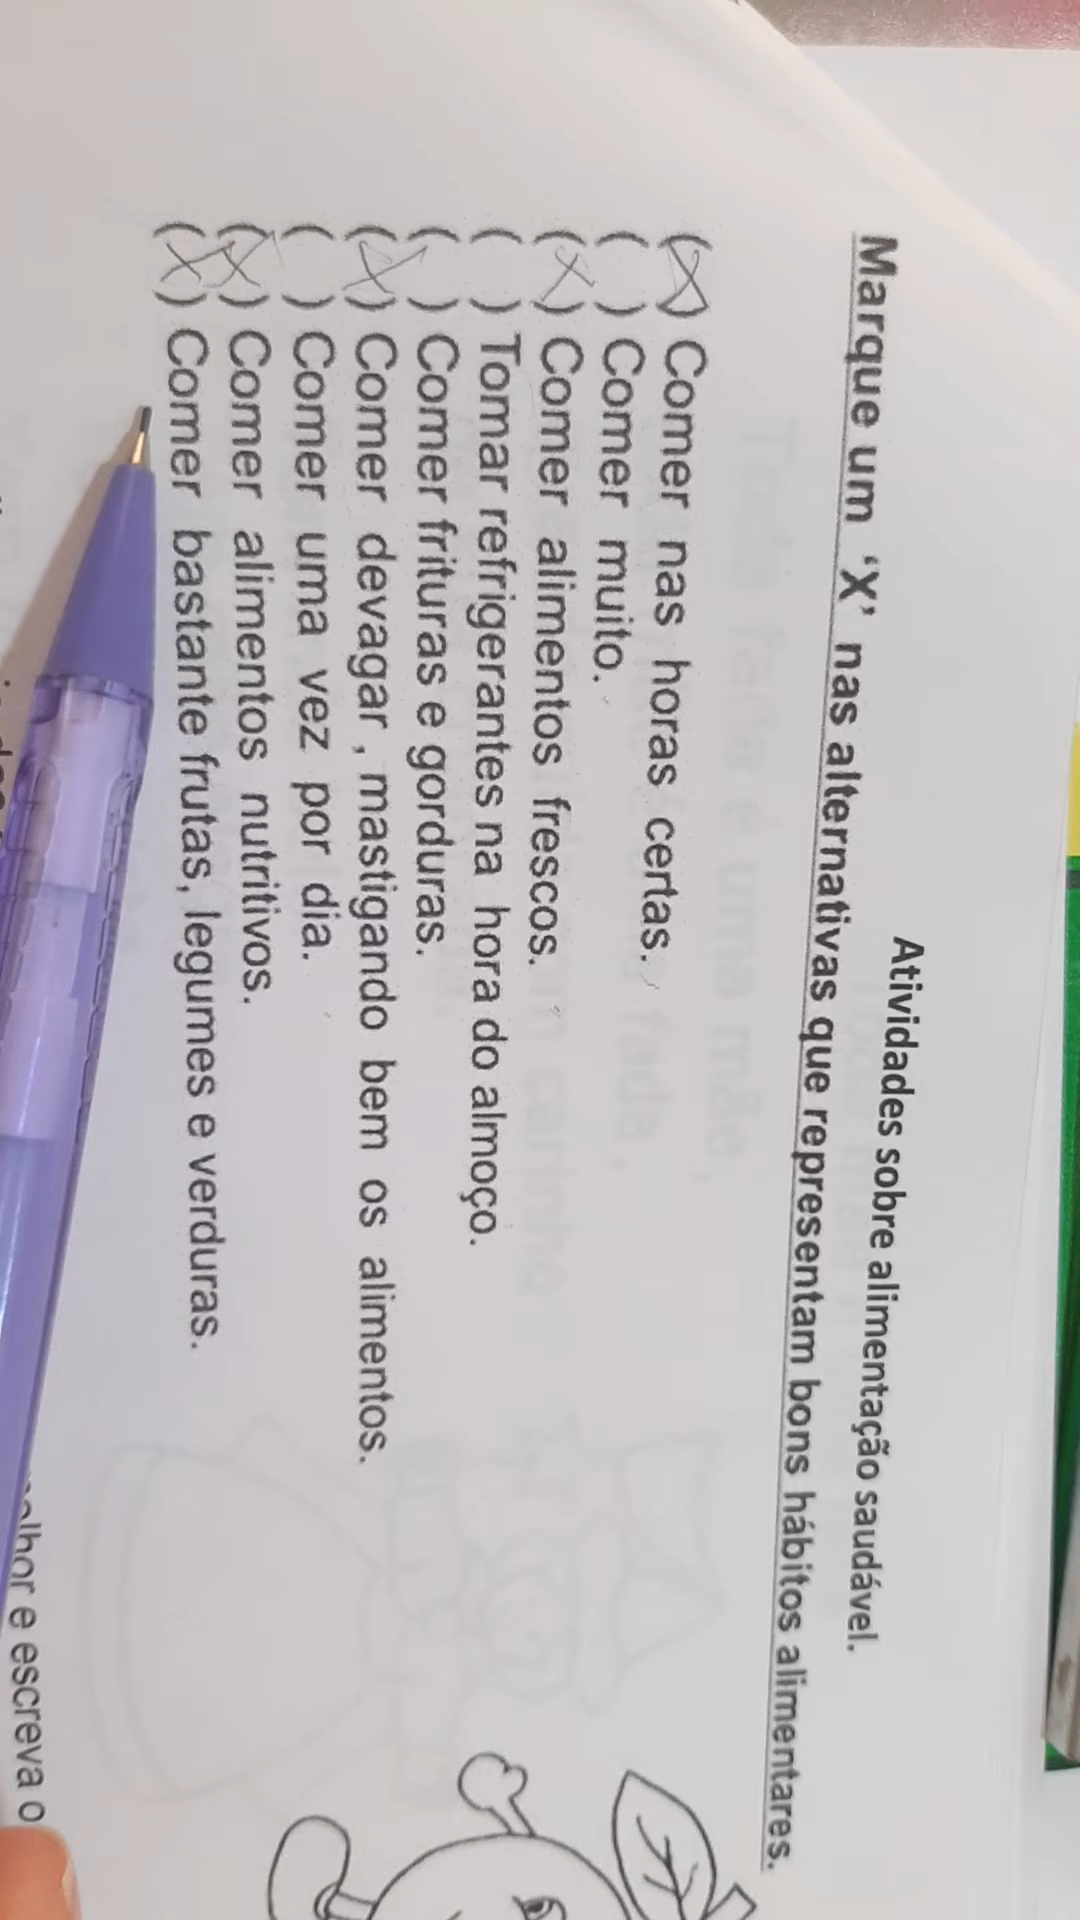 Atividades sobre alimentação saudável.
Marque um 'X' nas alternativas que representam bons hábitos alimentares.
(X) Comer nas horas certas.
( ) Comer muito.
(X) Comer alimentos frescos.
( ) Tomar refrigerantes na hora do almoço.
( ) Comer frituras e gorduras.
(X) Comer devagar , mastigando bem os alimentos.
( ) Comer uma vez por dia.
(X) Comer alimentos nutritivos.
(X) Comer bastante frutas, legumes e verduras.
e escreva o